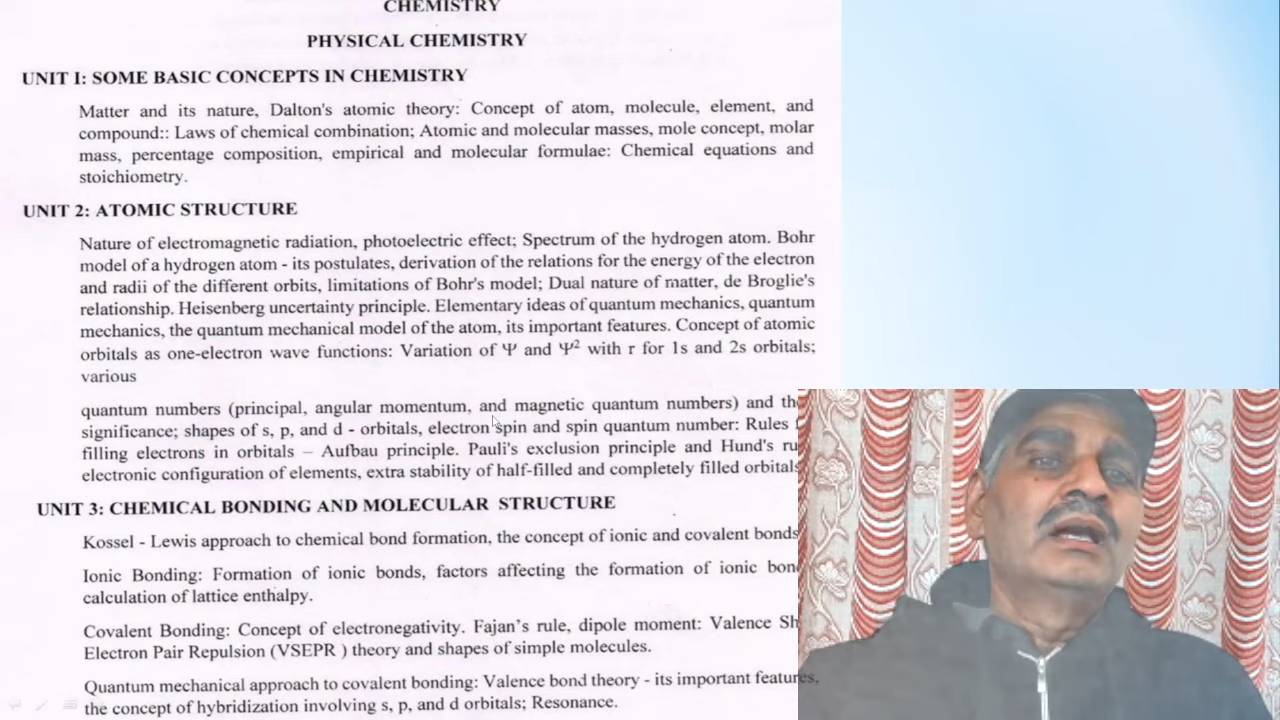 CHEMISTRY
PHYSICAL CHEMISTRY
UNIT I: SOME BASIC CONCEPTS IN CHEMISTRY
Matter and its nature, Dalton's atomic theory: Concept of atom, molecule, element, and
compound:: Laws of chemical combination; Atomic and molecular masses, mole concept, molar
mass, percentage composition, empirical and molecular formulae: Chemical equations and
stoichiometry.
UNIT 2: ATOMIC STRUCTURE
Nature of electromagnetic radiation, photoelectric effect; Spectrum of the hydrogen atom. Bohr
model of a hydrogen atom - its postulates, derivation of the relations for the energy of the electron
and radii of the different orbits, limitations of Bohr's model; Dual nature of matter, de Broglie's
relationship. Heisenberg uncertainty principle. Elementary ideas of quantum mechanics, quantum
mechanics, the quantum mechanical model of the atom, its important features. Concept of atomic
orbitals as one-electron wave functions: Variation of Ψ and Ψ² with r for 1s and 2s orbitals;
various
quantum numbers (principal, angular momentum, and magnetic quantum numbers) and
significance; shapes of s, p, and d - orbitals, electron spin and spin quantum number: Rules
filling electrons in orbitals – Aufbau principle. Pauli's exclusion principle and Hund's
electronic configuration of elements, extra stability of half-filled and completely filled orbitals
UNIT 3: CHEMICAL BONDING AND MOLECULAR STRUCTURE
Kossel - Lewis approach to chemical bond formation, the concept of ionic and covalent bonds
Ionic Bonding: Formation of ionic bonds, factors affecting the formation of ionic
calculation of lattice enthalpy.
Covalent Bonding: Concept of electronegativity. Fajan's rule, dipole moment: Valence
Electron Pair Repulsion (VSEPR ) theory and shapes of simple molecules.
Quantum mechanical approach to covalent bonding: Valence bond theory - its important features,
the concept of hybridization involving s, p, and d orbitals; Resonance.